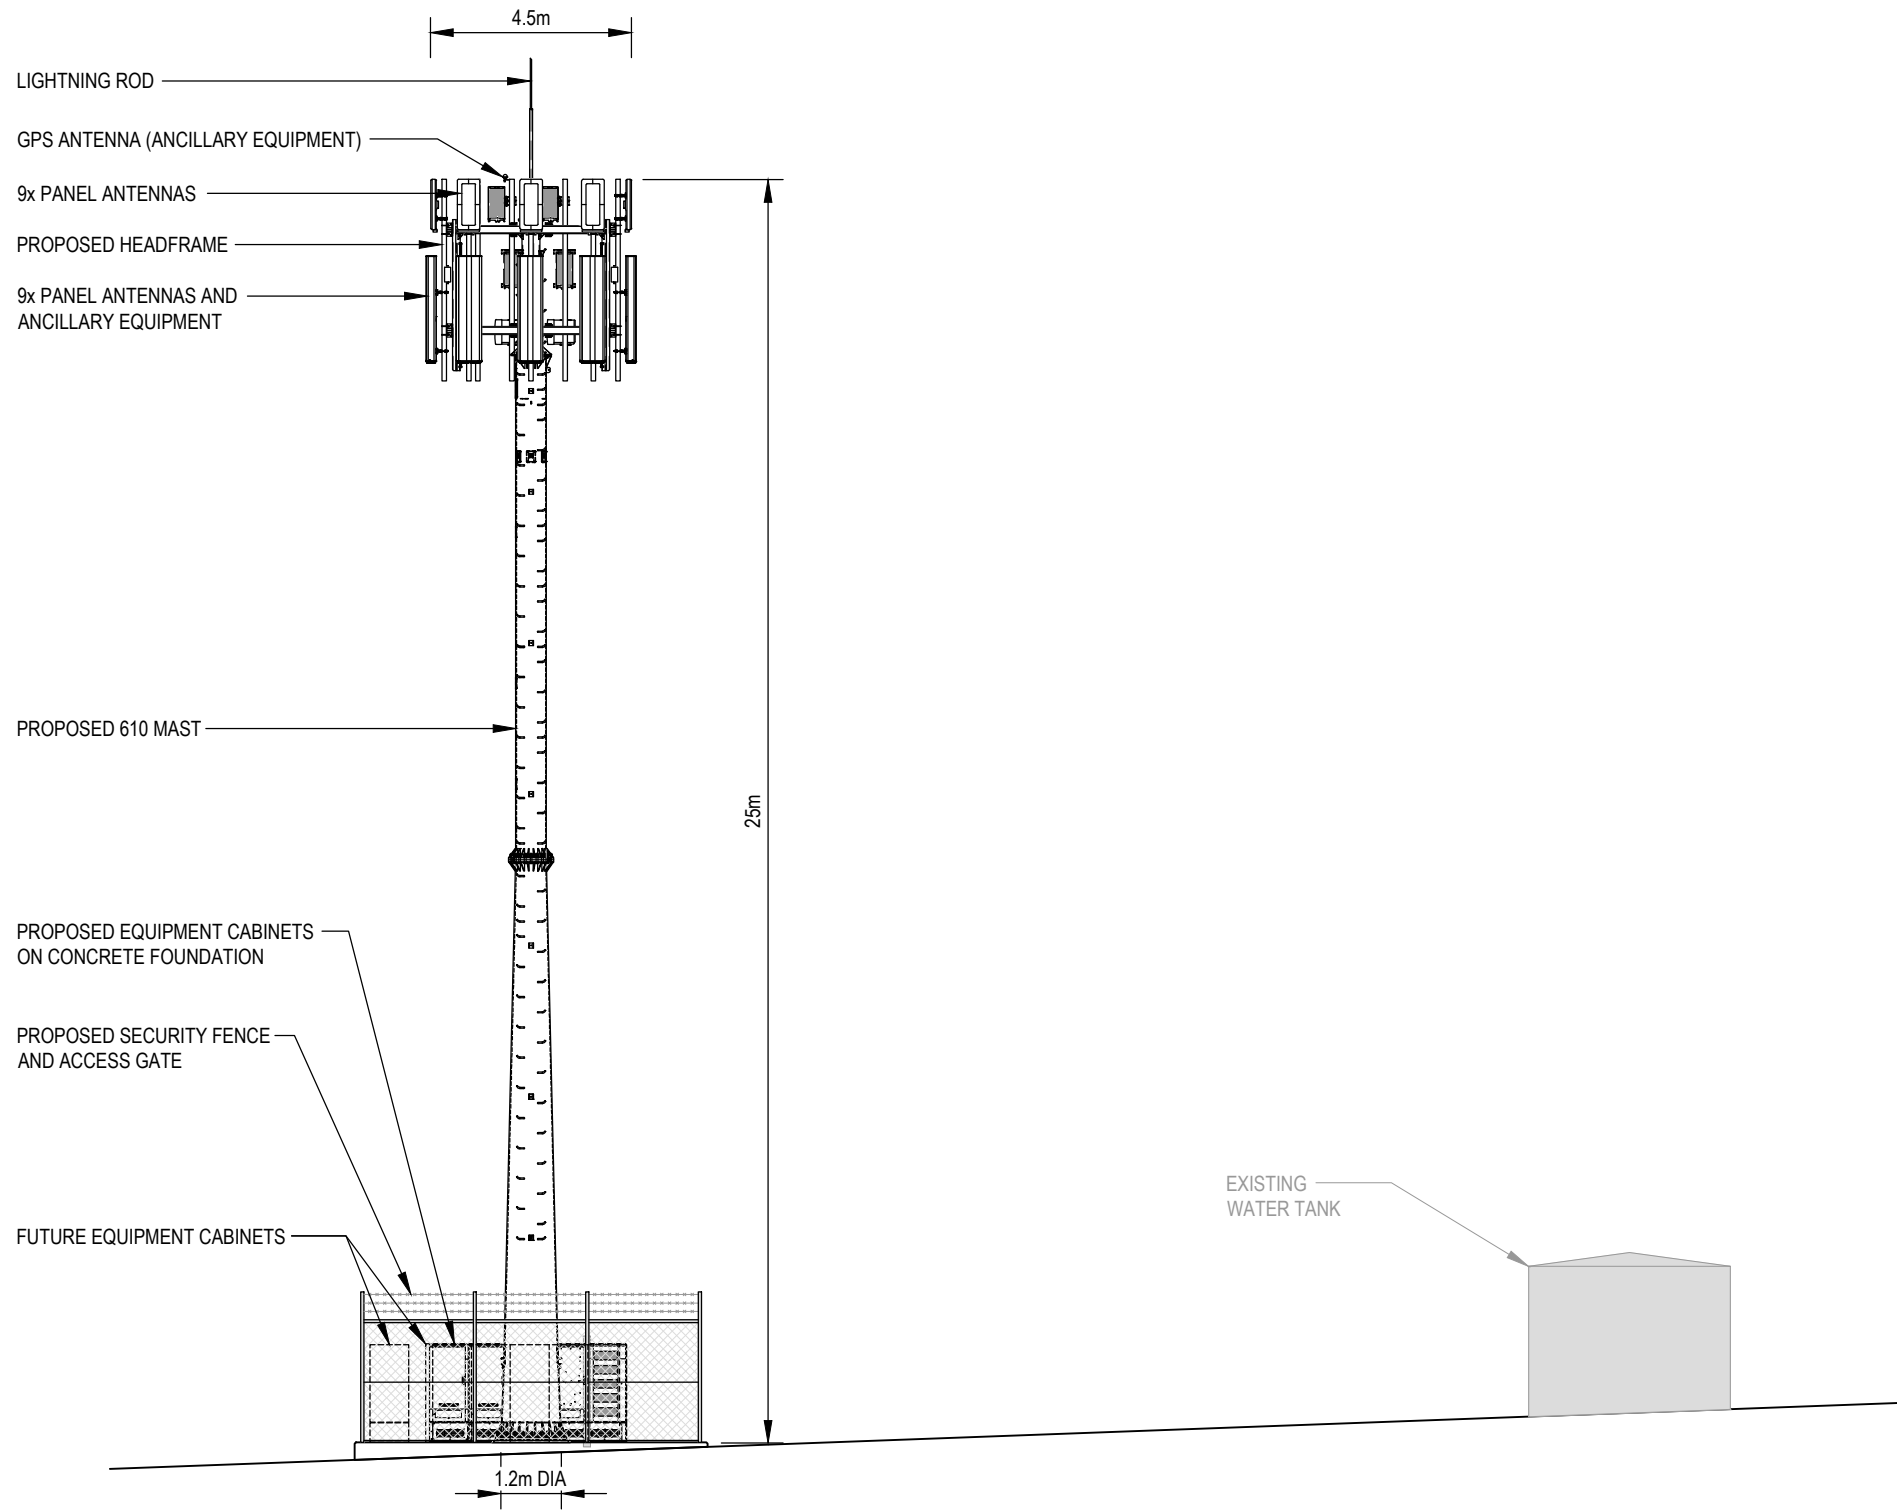 4.5m
LIGHTNING ROD
GPS ANTENNA (ANCILLARY EQUIPMENT)
9x PANEL ANTENNAS
PROPOSED HEADFRAME
9x PANEL ANTENNAS AND
ANCILLARY EQUIPMENT
PROPOSED 610 MAST
25m
PROPOSED EQUIPMENT CABINETS
ON CONCRETE FOUNDATION
PROPOSED SECURITY FENCE
AND ACCESS GATE
EXISTING
WATER TANK
FUTURE EQUIPMENT CABINETS
1.2m DIA